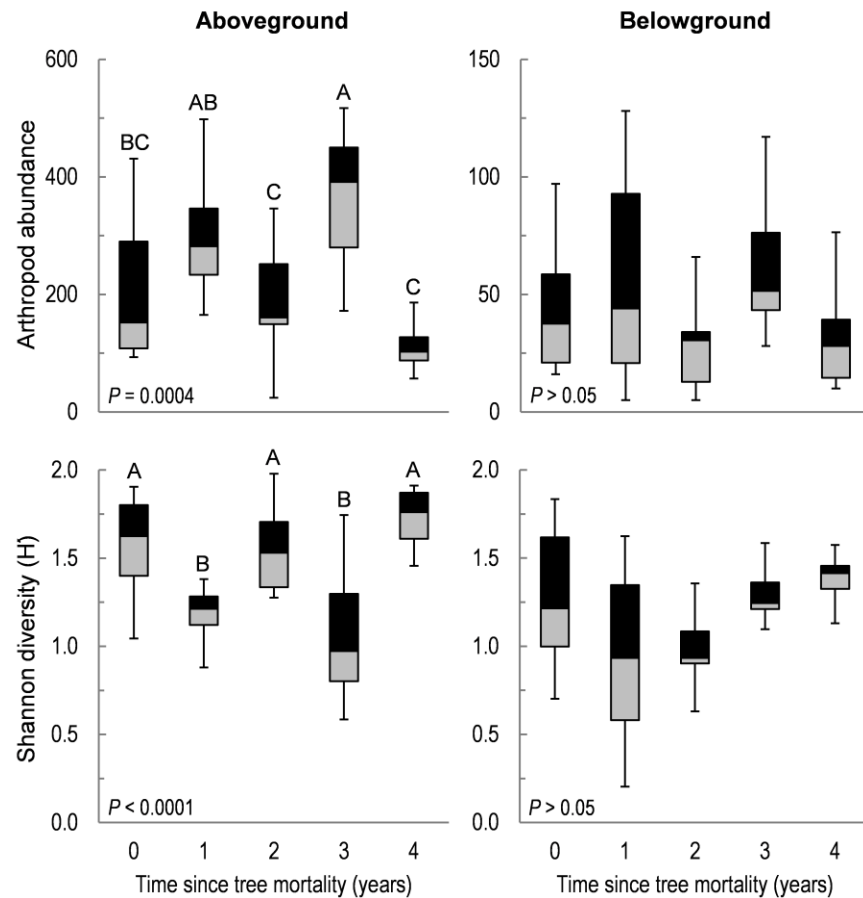 Aboveground
Belowground
Arthropod abundance
600
400
200
0
BC
AB
C
A
C
P = 0.0004
150
100
50
0
P > 0.05
Shannon diversity (H)
2.0
1.5
1.0
0.5
0.0
A
B
A
B
A
P < 0.0001
0 1 2 3 4
Time since tree mortality (years)
2.0
1.5
1.0
0.5
0.0
P > 0.05
0 1 2 3 4
Time since tree mortality (years)